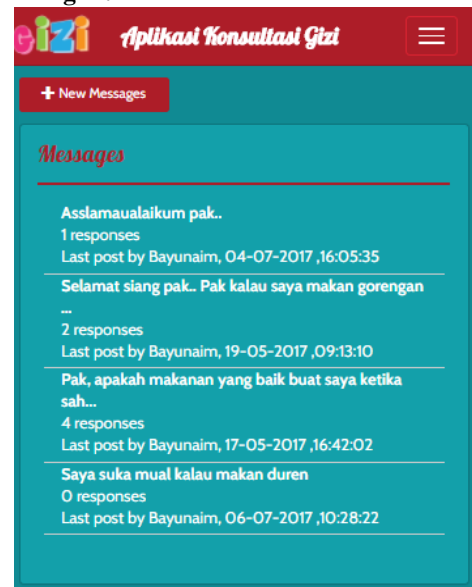 gizi Aplikasi Konsultasi Gizi
+ New Messages
Messages
Asslamaualaikum pak..
1 responses
Last post by Bayunaim, 04-07-2017 ,16:05:35
Selamat siang pak.. Pak kalau saya makan gorengan
...
2 responses
Last post by Bayunaim, 19-05-2017 ,09:13:10
Pak, apakah makanan yang baik buat saya ketika
sah...
4 responses
Last post by Bayunaim, 17-05-2017 ,16:42:02
Saya suka mual kalau makan duren
0 responses
Last post by Bayunaim, 06-07-2017 ,10:28:22